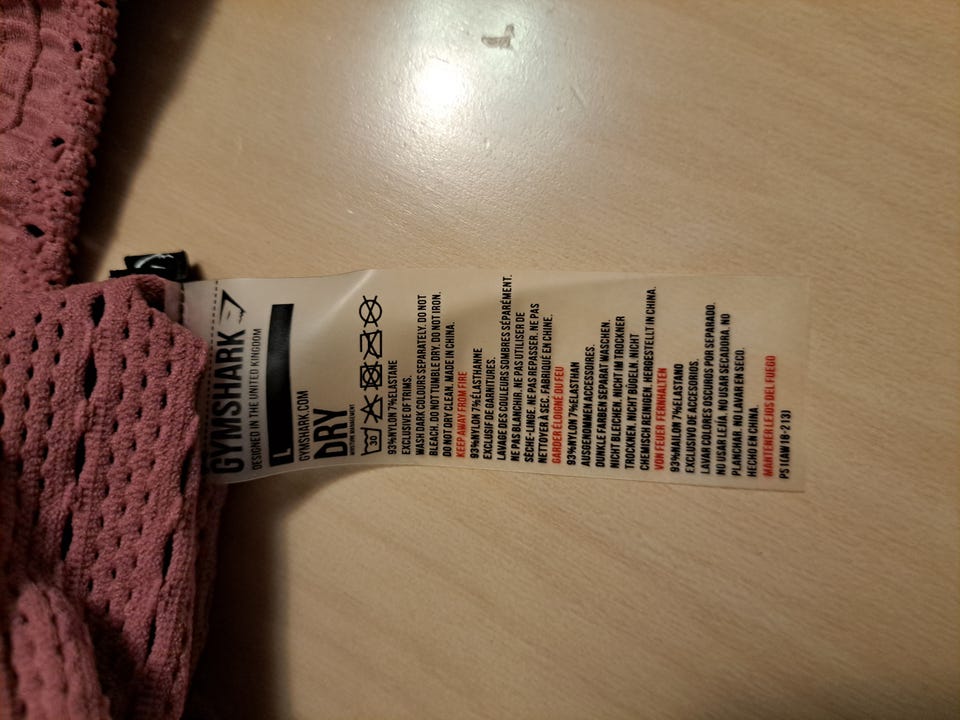 GYMSHARK
DESIGNED IN THE UNITED KINGDOM
L
GYMSHARK.COM
DRY
MOISTURE MANAGEMENT
30
93%NYLON 7%ELASTANE
EXCLUSIVE OF TRIMS.
WASH DARK COLOURS SEPARATELY. DO NOT
BLEACH. DO NOT TUMBLE DRY. DO NOT IRON.
DO NOT DRY CLEAN. MADE IN CHINA.
KEEP AWAY FROM FIRE
93%NYLON 7%ÉLASTHANNE
EXCLUSIF DE GARNITURES.
LAVAGE DES COULEURS SOMBRES SÉPARÉMENT.
NE PAS BLANCHIR. NE PAS UTILISER DE
SÈCHE-LINGE. NE PAS REPASSER. NE PAS
NETTOYER À SEC. FABRIQUÉ EN CHINE.
GARDER ÉLOIGNÉ DU FEU
93%NYLON 7%ELASTHAN
AUSGENOMMEN ACCESSOIRES.
DUNKLE FARBEN SEPARAT WASCHEN.
NICHT BLEICHEN. NICHT IM TROCKNER
TROCKNEN. NICHT BÜGELN. NICHT
CHEMISCH REINIGEN. HERGESTELLT IN CHINA.
VON FEUER FERNHALTEN
93%NAILON 7%ELASTANO
EXCLUSIVO DE ACCESORIOS.
LAVAR COLORES OSCUROS POR SEPARADO.
NO USAR LEJÍA. NO USAR SECADORA. NO
PLANCHAR. NO LAVAR EN SECO.
HECHO EN CHINA
MANTENER LEJOS DEL FUEGO
PS1(AW18-213)